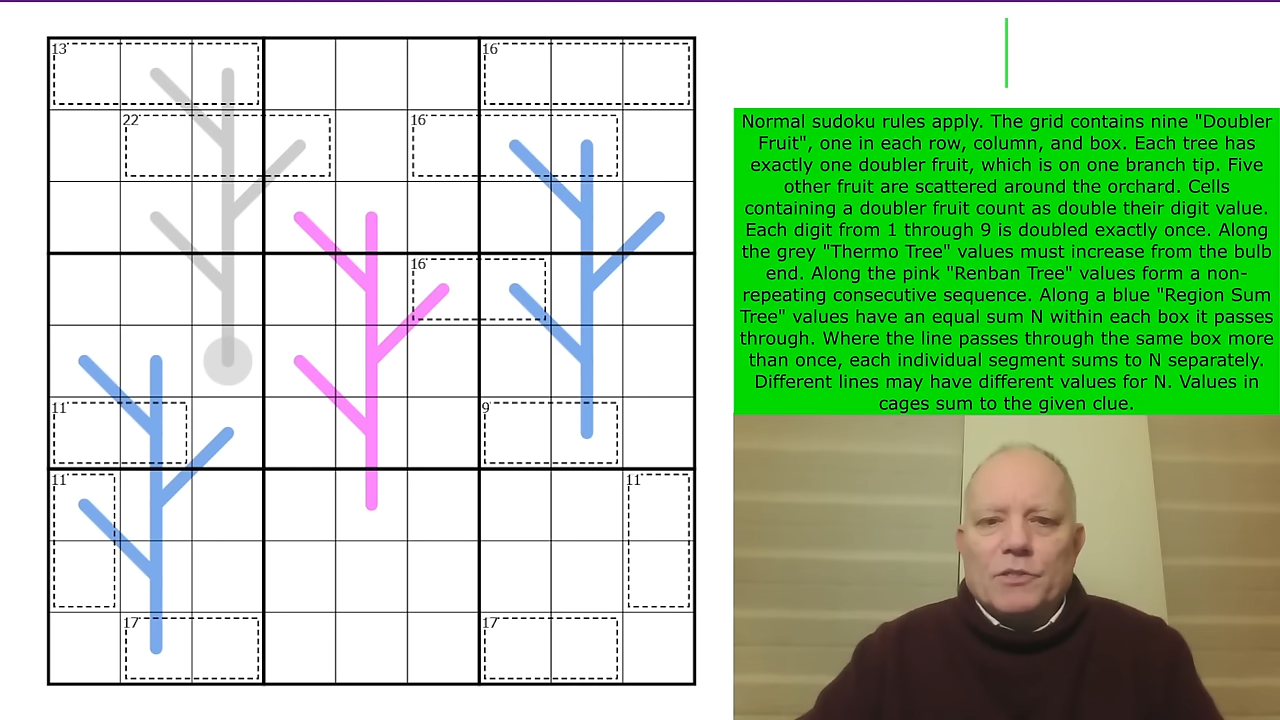 13
16
22
16
16
11
9
11
11
17
17
Normal sudoku rules apply. The grid contains nine "Doubler
Fruit", one in each row, column, and box. Each tree has
exactly one doubler fruit, which is on one branch tip. Five
other fruit are scattered around the orchard. Cells
containing a doubler fruit count as double their digit value.
Each digit from 1 through 9 is doubled exactly once. Along
the grey "Thermo Tree" values must increase from the bulb
end. Along the pink "Renban Tree" values form a non-
repeating consecutive sequence. Along a blue "Region Sum
Tree" values have an equal sum N within each box it passes
through. Where the line passes through the same box more
than once, each individual segment sums to N separately.
Different lines may have different values for N. Values in
cages sum to the given clue.